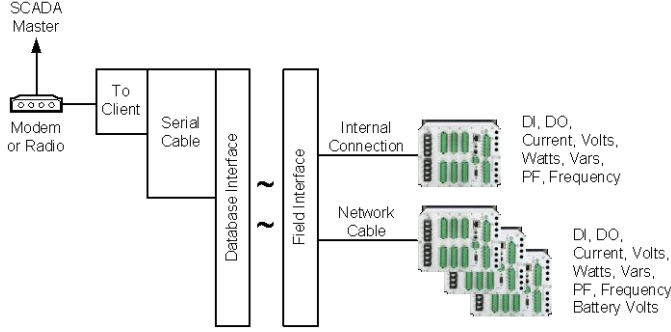 SCADA
Master
Modem
or Radio
To
Client
Serial
Cable
Database Interface
Field Interface
Internal
Connection
DI, DO,
Current, Volts,
Watts, Vars,
PF, Frequency
Network
Cable
DI, DO,
Current, Volts,
Watts, Vars,
PF, Frequency
Battery Volts